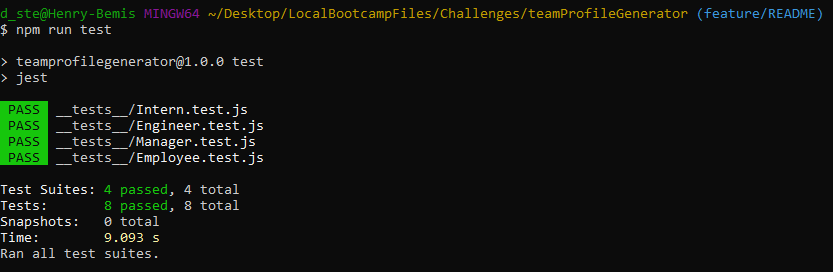 d_ste@Henry-Bemis MINGW64 ~/Desktop/LocalBootcampFiles/Challenges/teamProfileGenerator (feature/README)
$ npm run test
> teamprofilegenerator@1.0.0 test
> jest
PASS __tests__/Intern.test.js
PASS __tests__/Engineer.test.js
PASS __tests__/Manager.test.js
PASS __tests__/Employee.test.js
Test Suites: 4 passed, 4 total
Tests:       8 passed, 8 total
Snapshots:   0 total
Time:        9.093 s
Ran all test suites.